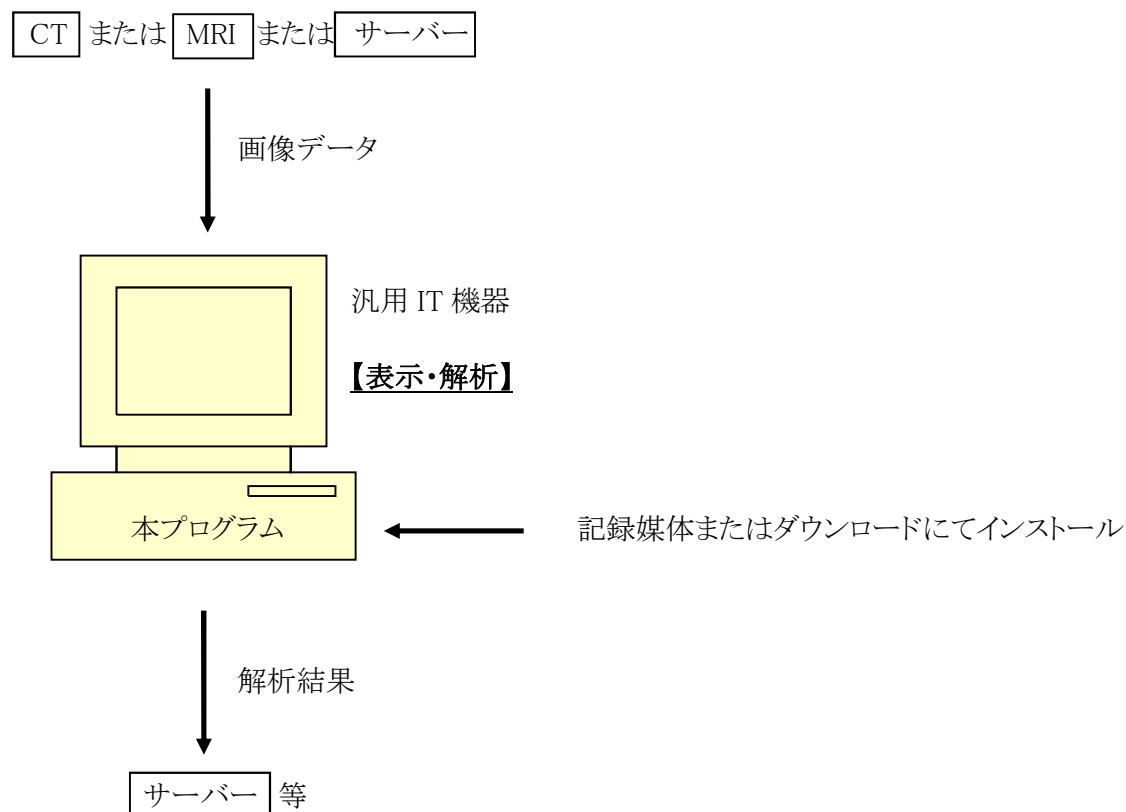 CT または MRI または サーバー
画像データ
汎用 IT 機器
【表示・解析】
本プログラム
記録媒体またはダウンロードにてインストール
解析結果
サーバー 等